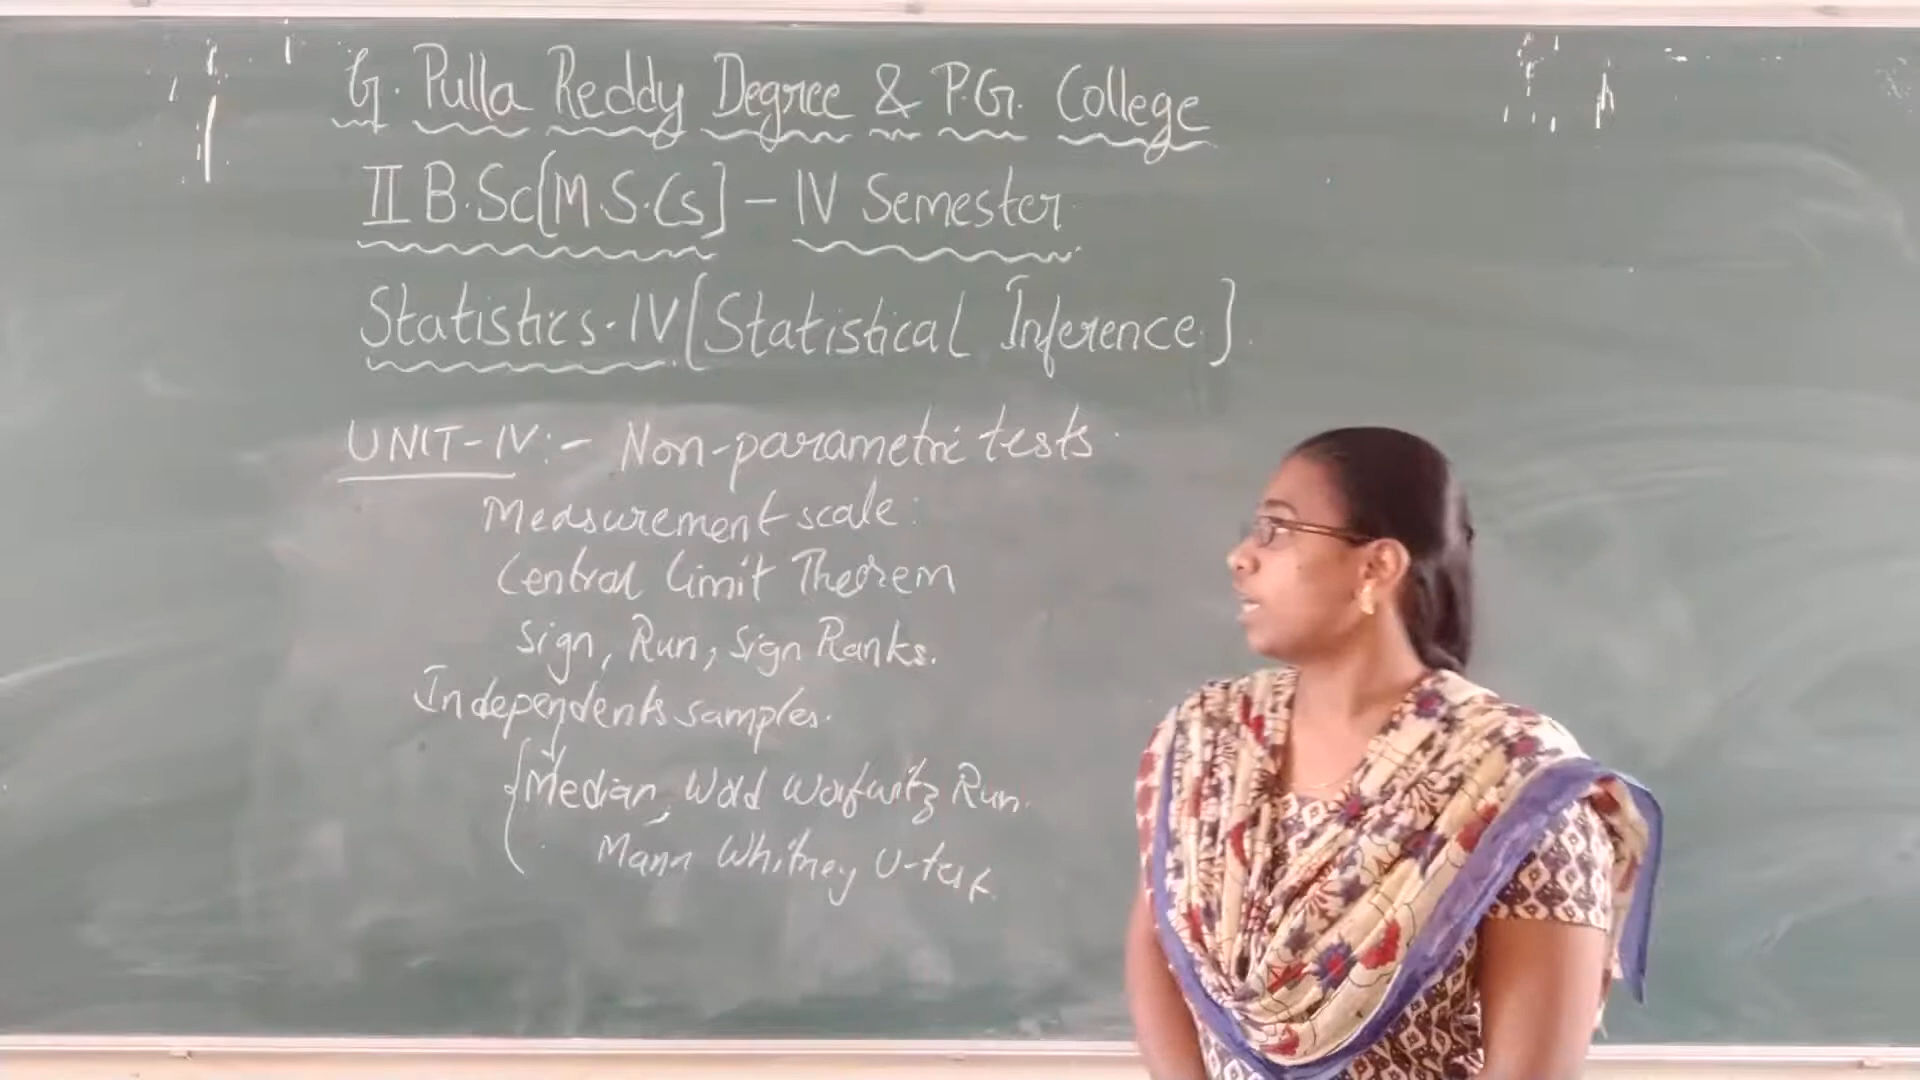 G. Pulla Reddy Degree & P.G. College
II B.Sc[M.S.Cs] - IV Semester
Statistics-IV [Statistical Inference].
UNIT-IV:- Non-parametric tests
Measurement scale:
Central Limit Theorem
Sign, Run, Sign Ranks.
Independents samples.
Median, Wald Wolfwitz Run.
Mann Whitney U-test.